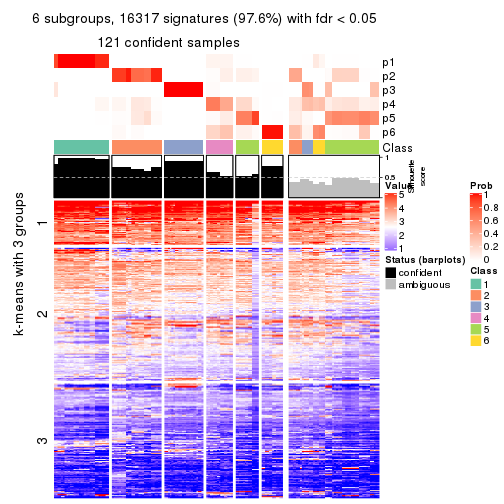 6 subgroups, 16317 signatures (97.6%) with fdr < 0.05
121 confident samples
p1
p2
p3
p4
p5
p6
Class
1
0.5
0
Silhouette
score
k-means with 3 groups
1
2
3
Value
5
4
3
2
1
Status (barplots)
confident
ambiguous
Prob
1
0.8
0.6
0.4
0.2
0
Class
1
2
3
4
5
6